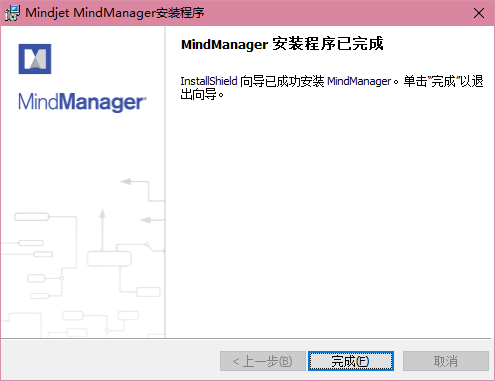 Mindjet MindManager安装程序
MindManager 安装程序已完成
InstallShield 向导已成功安装 MindManager。单击“完成”以退
出向导。
MindManager®
< 上一步(B)
完成(F)
取消